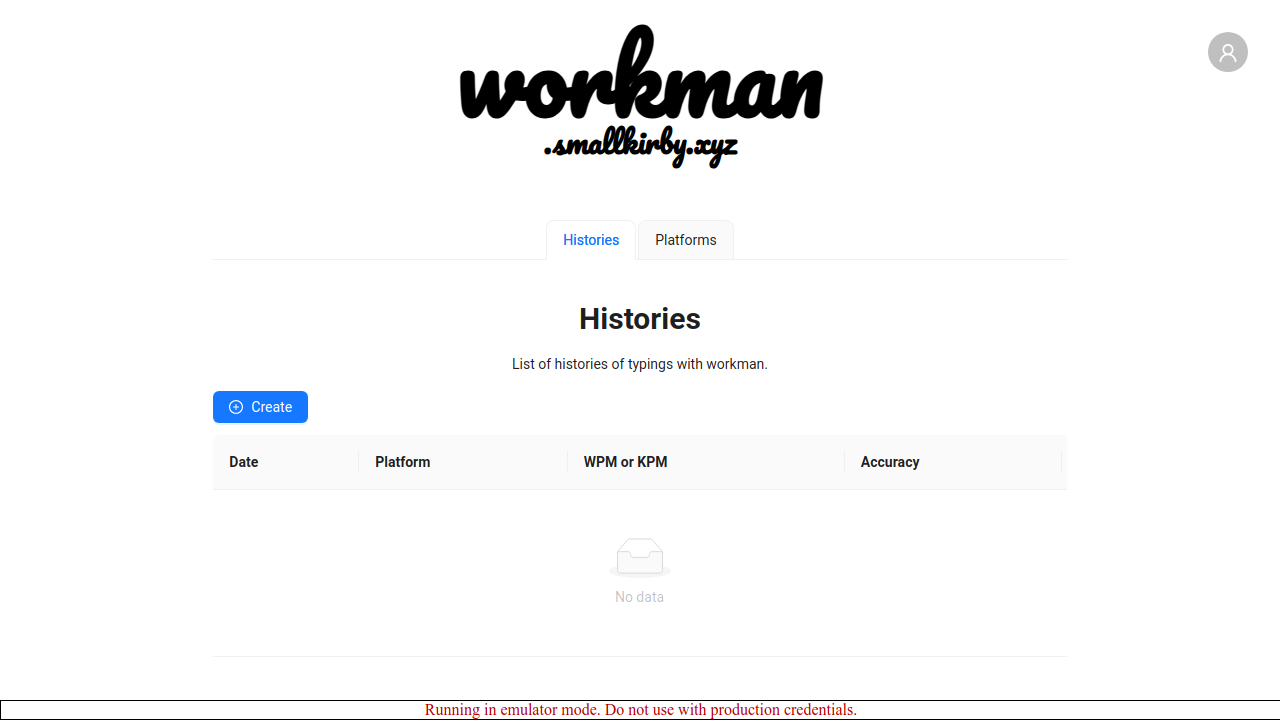 workman
.smallkirby.xyz
Histories Platforms
Histories
List of histories of typings with workman.
Create
Date Platform WPM or KPM Accuracy
No data
Running in emulator mode. Do not use with production credentials.